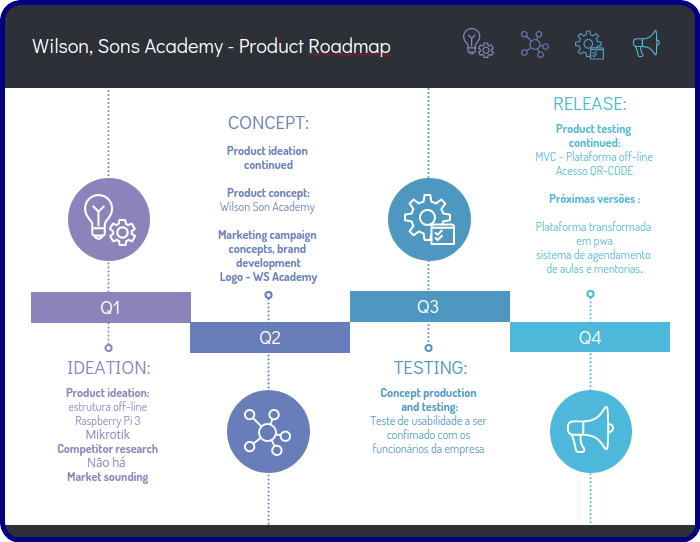 Wilson, Sons Academy - Product Roadmap
Q1
IDEATION:
Product ideation:
estrutura off-line
Raspberry Pi 3
Mikrotik
Competitor research
Não há
Market sounding
CONCEPT:
Product ideation
continued
Product concept:
Wilson Son Academy
Marketing campaign
concepts, brand
development
Logo - WS Academy
Q2
Q3
TESTING:
Concept production
and testing:
Teste de usabilidade a ser
confimado com os
funcionários da empresa
RELEASE:
Product testing
continued:
MVC - Plataforma off-line
Acesso QR-CODE
Próximas versões :
Plataforma transformada
em pwa
sistema de agendamento
de aulas e mentorias.
Q4